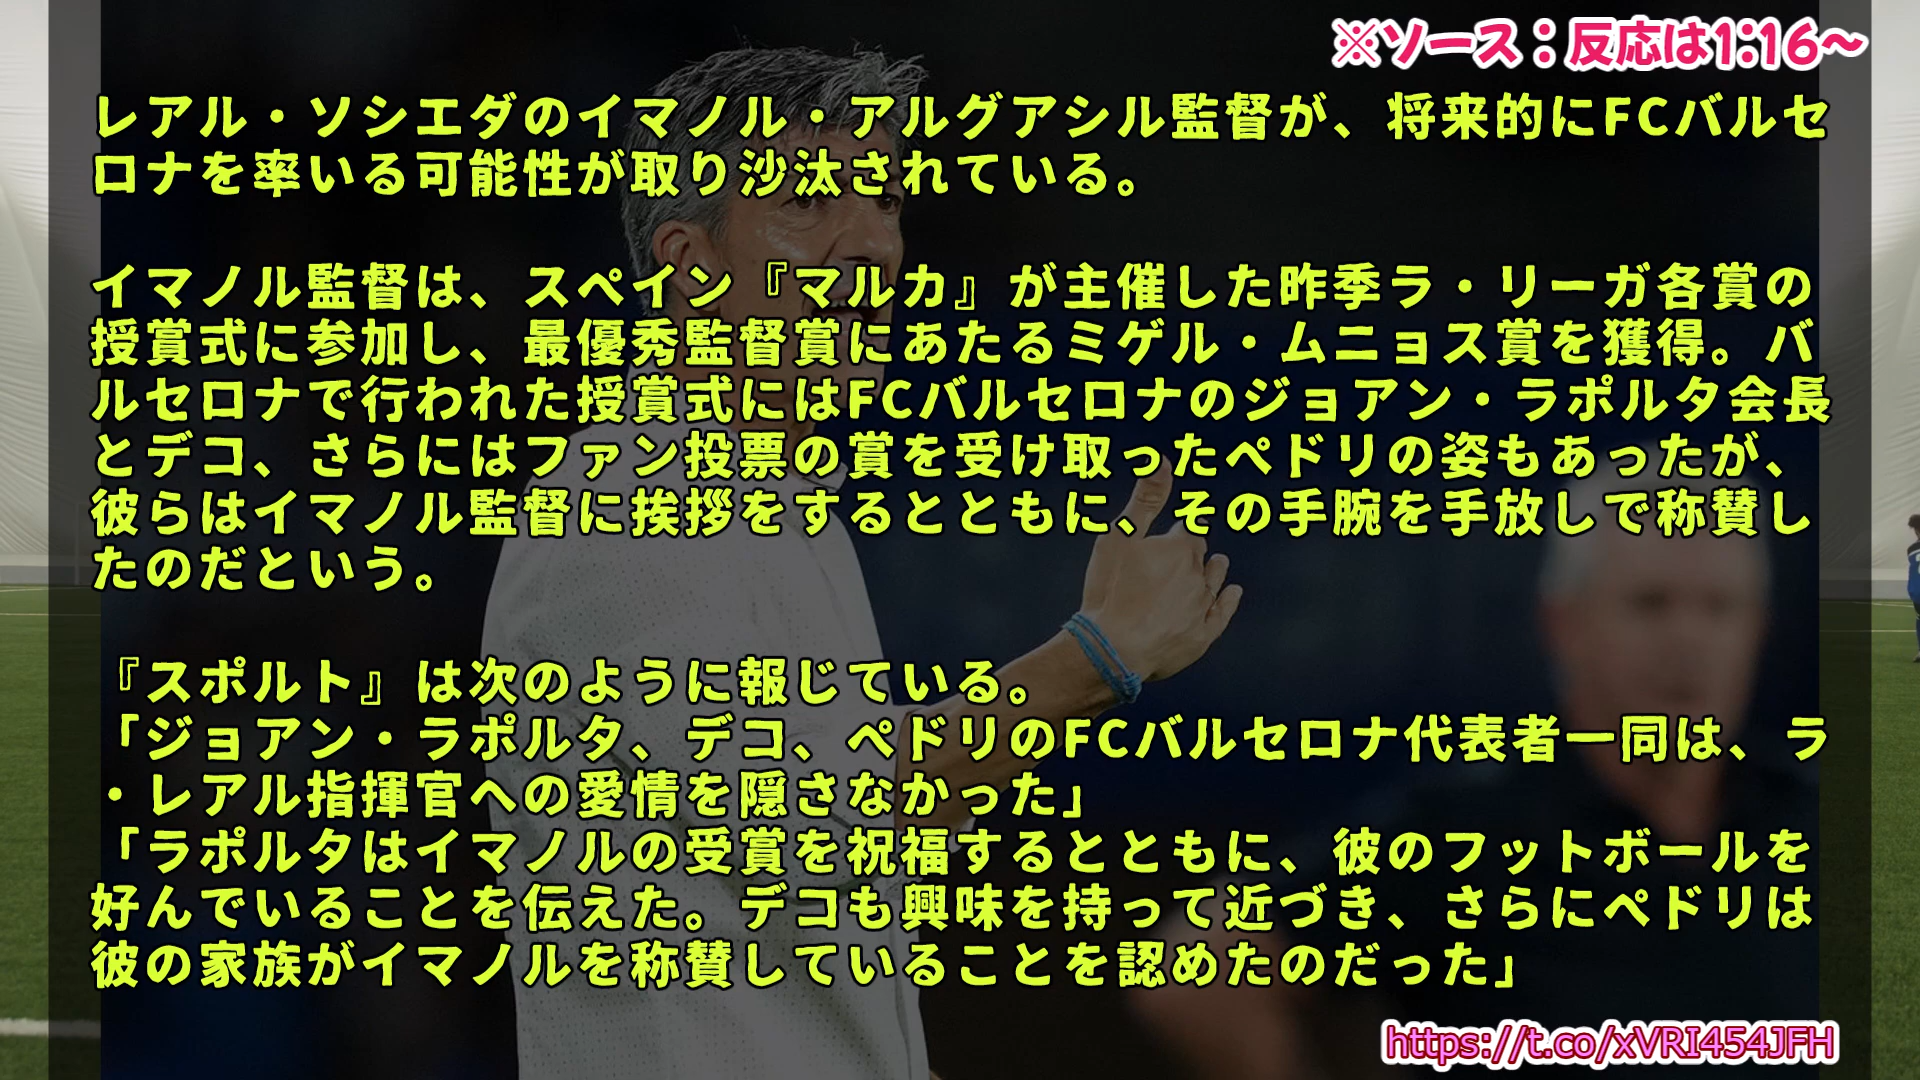 ※ソース：反応は1:16～
レアル・ソシエダのイマノル・アルグアシル監督が、将来的にFCバルセ
ロナを率いる可能性が取り沙汰されている。
イマノル監督は、スペイン『マルカ』が主催した昨季ラ・リーガ各賞の
授賞式に参加し、最優秀監督賞にあたるミゲル・ムニョス賞を獲得。バ
ルセロナで行われた授賞式にはFCバルセロナのジョアン・ラポルタ会長
とデコ、さらにはファン投票の賞を受け取ったペドリの姿もあったが、
彼らはイマノル監督に挨拶をするとともに、その手腕を手放しで称賛し
たのだという。
『スポルト』は次のように報じている。
「ジョアン・ラポルタ、デコ、ペドリのFCバルセロナ代表者一同は、ラ
・レアル指揮官への愛情を隠さなかった」
「ラポルタはイマノルの受賞を祝福するとともに、彼のフットボールを
好んでいることを伝えた。デコも興味を持って近づき、さらにペドリは
彼の家族がイマノルを称賛していることを認めたのだった」
https://t.co/xVRI454JFH